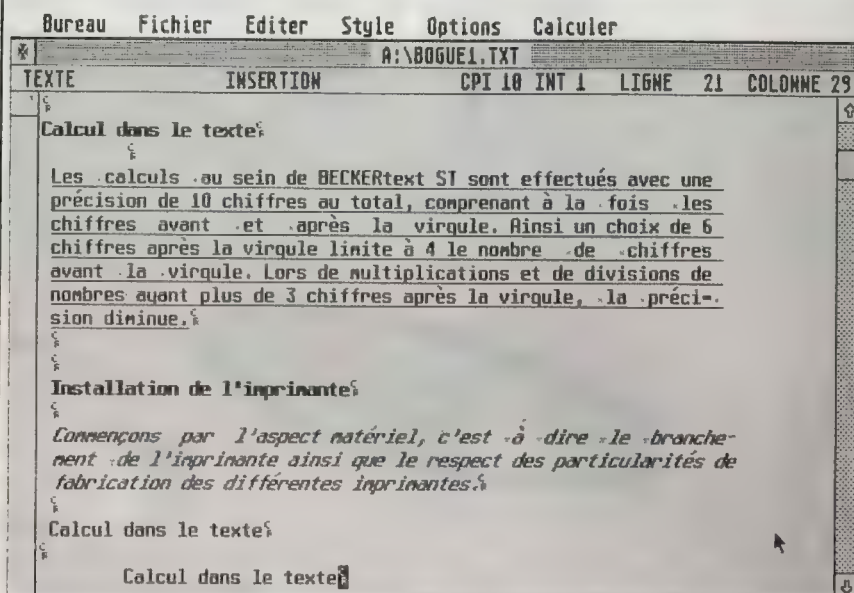 Bureau Fichier Editer Style Options Calculer
A:\BOGUE1.TXT
TEXTE INSERTION CPI 10 INT 1 LIGNE 21 COLONNE 29
Calcul dans le texte
Les calculs au sein de BECKERtext ST sont effectués avec une
précision de 10 chiffres au total, comprenant à la fois les
chiffres avant et après la virgule. Ainsi un choix de 6
chiffres après la virgule limite à 4 le nombre de chiffres
avant la virgule. Lors de multiplications et de divisions de
nombres ayant plus de 3 chiffres après la virgule, la préci-
sion diminue.
Installation de l'imprimante
Commençons par l'aspect matériel, c'est à dire le branche-
ment de l'imprimante ainsi que le respect des particularités de
fabrication des différentes imprimantes.
Calcul dans le texte
Calcul dans le texte